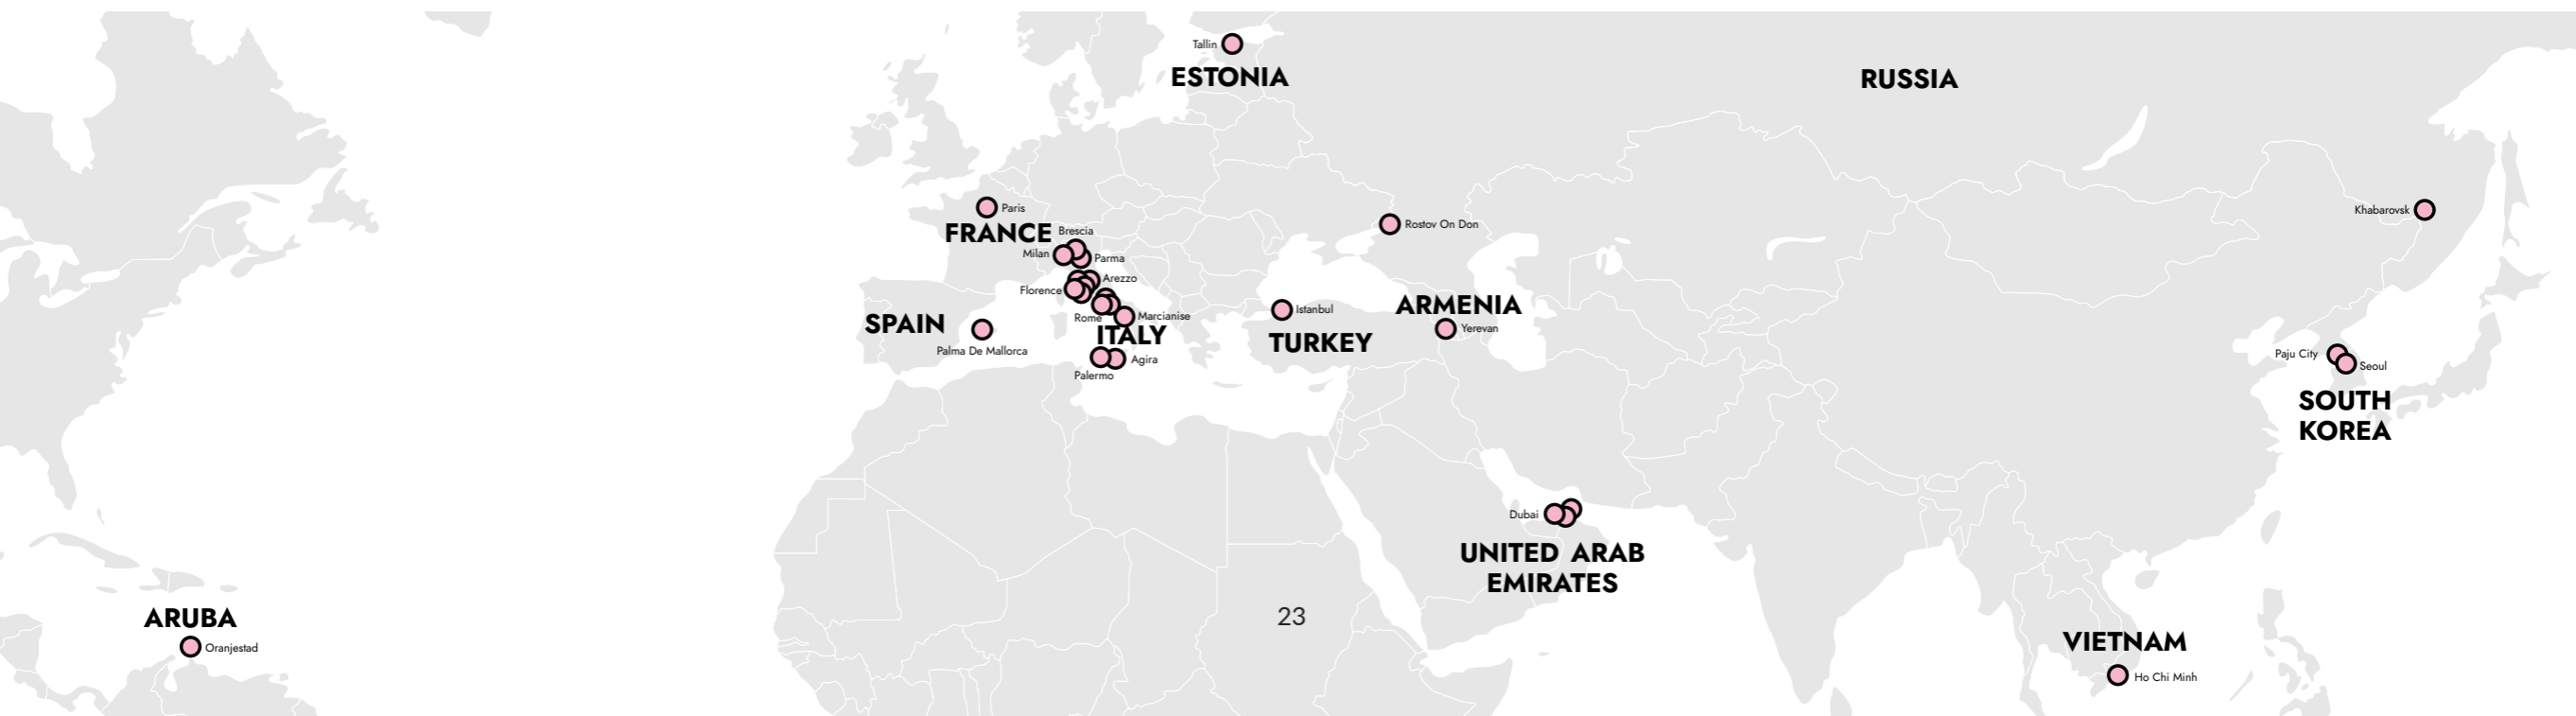 Tallin
ESTONIA
RUSSIA
Paris
FRANCE
Brescia
Milan
Parma
Arezzo
Florence
Rome
Marcianise
ITALY
Palermo
Agira
SPAIN
Palma De Mallorca
Rostov On Don
Istanbul
TURKEY
ARMENIA
Yerevan
Khabarovsk
Paju City
Seoul
SOUTH
KOREA
Dubai
UNITED ARAB
EMIRATES
23
ARUBA
Oranjestad
VIETNAM
Ho Chi Minh